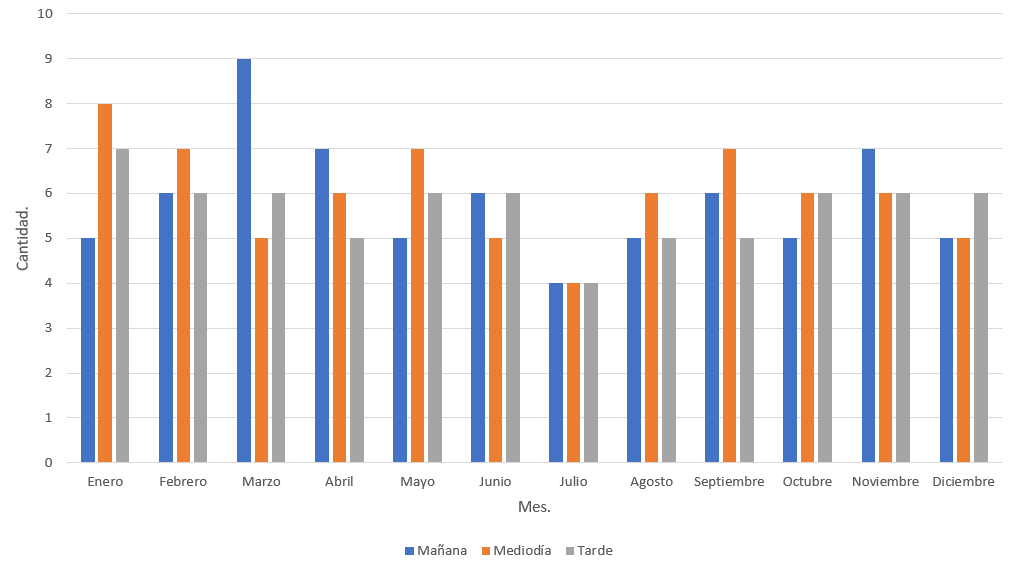 10
9
8
7
6
5
4
3
2
1
0
Cantidad.
Enero Febrero Marzo Abril Mayo Junio Julio Agosto Septiembre Octubre Noviembre Diciembre
Mes.
Mañana Mediodía Tarde